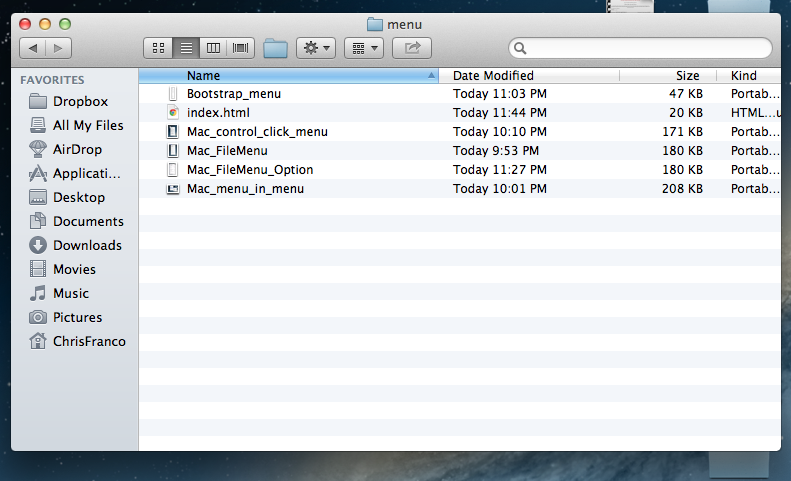 menu
FAVORITES
Dropbox
All My Files
AirDrop
Applicati...
Desktop
Documents
Downloads
Movies
Music
Pictures
ChrisFranco
Name Date Modified Size Kind
Bootstrap_menu Today 11:03 PM 47 KB Portab...
index.html Today 11:44 PM 20 KB HTML...u
Mac_control_click_menu Today 10:10 PM 171 KB Portab...
Mac_FileMenu Today 9:53 PM 180 KB Portab...
Mac_FileMenu_Option Today 11:27 PM 180 KB Portab...
Mac_menu_in_menu Today 10:01 PM 208 KB Portab...